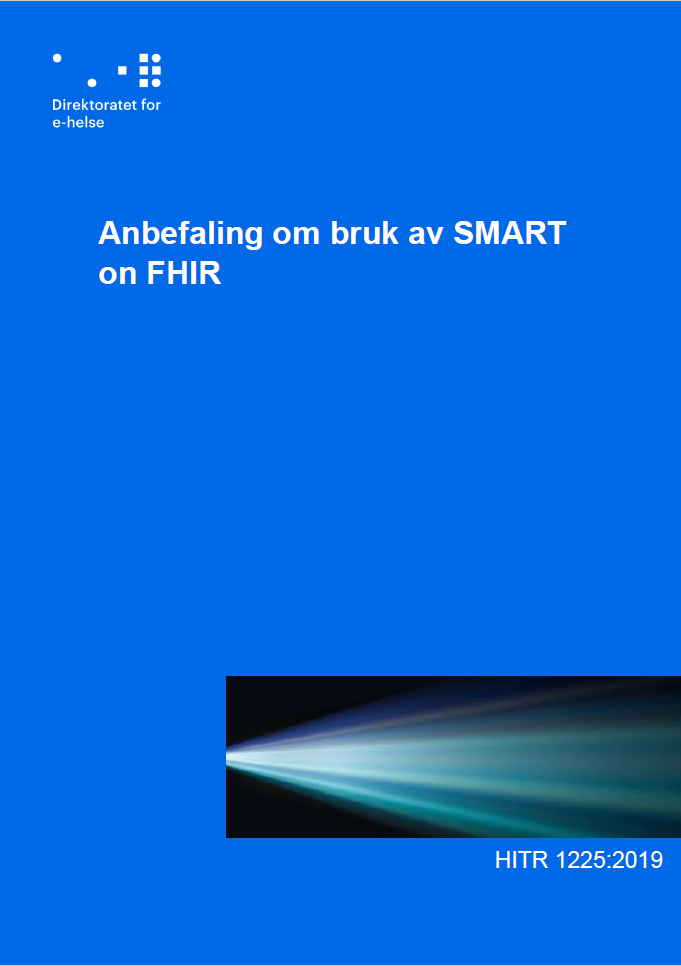 Direktoratet for
e-helse
Anbefaling om bruk av SMART
on FHIR
HITR 1225:2019